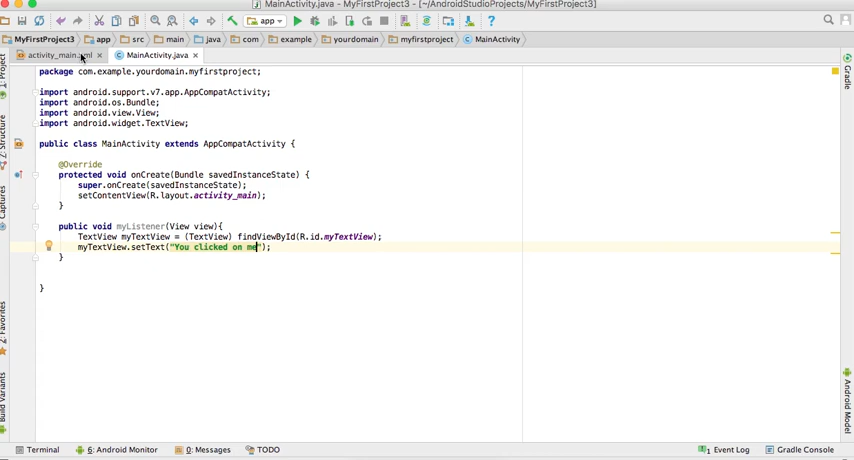 MainActivity.java - MyFirstProject3 - [~/AndroidStudioProjects/MyFirstProject3]
app
MyFirstProject3 app src main java com example yourdomain myfirstproject MainActivity
activity_main.xml MainActivity.java
package com.example.yourdomain.myfirstproject;
import android.support.v7.app.AppCompatActivity;
import android.os.Bundle;
import android.view.View;
import android.widget.TextView;
public class MainActivity extends AppCompatActivity {
@Override
protected void onCreate(Bundle savedInstanceState) {
super.onCreate(savedInstanceState);
setContentView(R.layout.activity_main);
}
public void myListener(View view){
TextView myTextView = (TextView) findViewById(R.id.myTextView);
myTextView.setText("You clicked on me");
}
}
1: Project
Z: Structure
Captures
2: Favorites
Build Variants
Gradle
Android Model
Terminal 6: Android Monitor 0: Messages TODO 1 Event Log Gradle Console